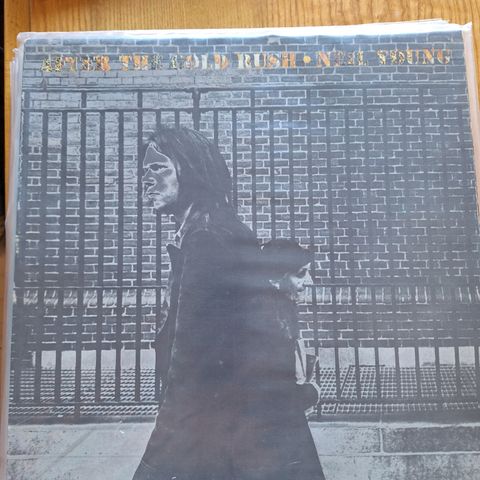 AFTER THE GOLD RUSH • NEIL YOUNG